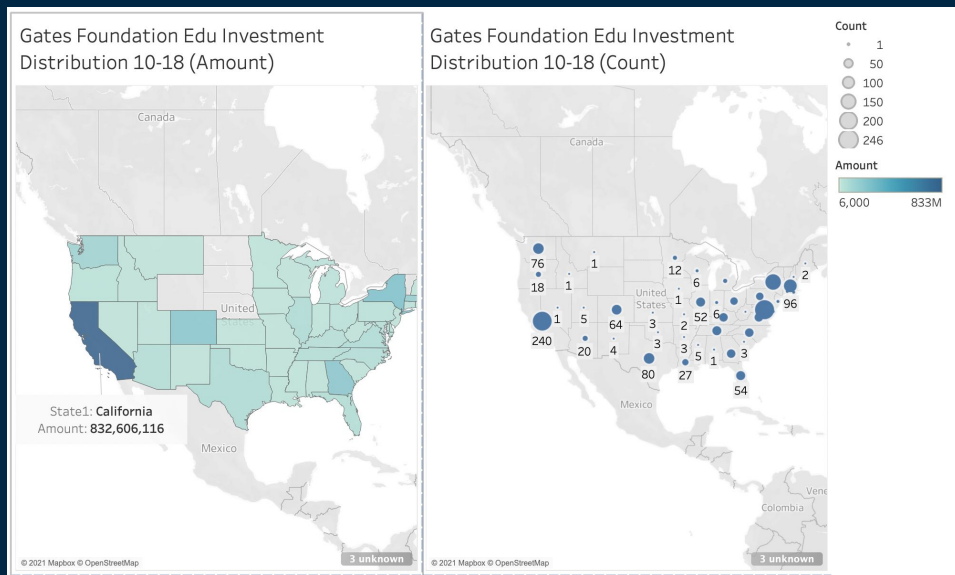 Gates Foundation Edu Investment
Distribution 10-18 (Amount)
Canada
United
States
State1: California
Amount: 832,606,116
Mexico
© 2021 Mapbox © OpenStreetMap
3 unknown
Gates Foundation Edu Investment
Distribution 10-18 (Count)
Canada
1
2
76
12
6
18
1
United
States
1
96
1
5
64
52
6
3
2
240
20
4
3
3
5
1
3
80
27
54
Mexico
Vene
Colombia
© 2021 Mapbox © OpenStreetMap
3 unknown
Count
1
50
100
150
200
246
Amount
6,000 833M